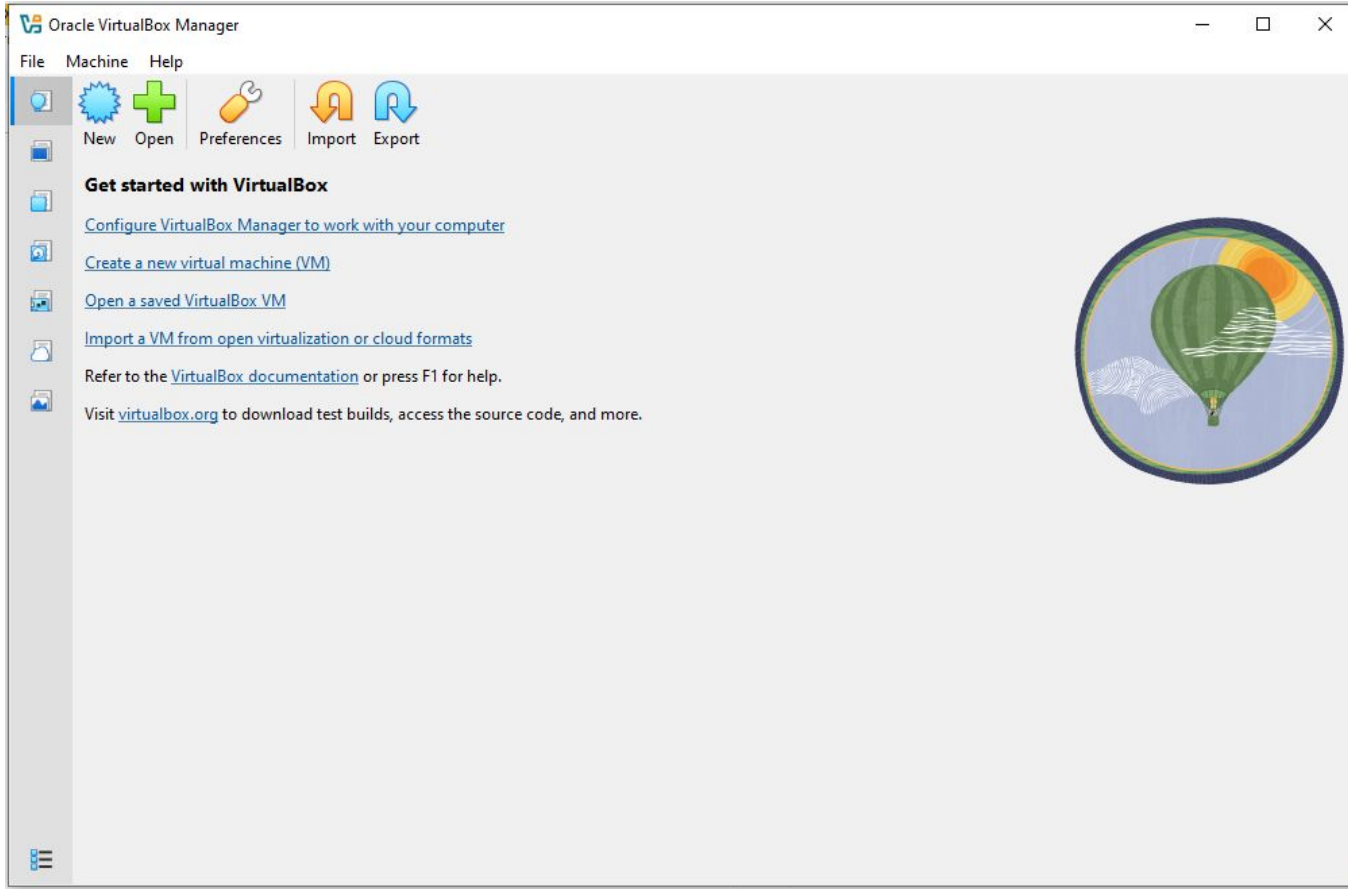 Oracle VirtualBox Manager
File Machine Help
New Open Preferences Import Export
Get started with VirtualBox
Configure VirtualBox Manager to work with your computer
Create a new virtual machine (VM)
Open a saved VirtualBox VM
Import a VM from open virtualization or cloud formats
Refer to the VirtualBox documentation or press F1 for help.
Visit virtualbox.org to download test builds, access the source code, and more.